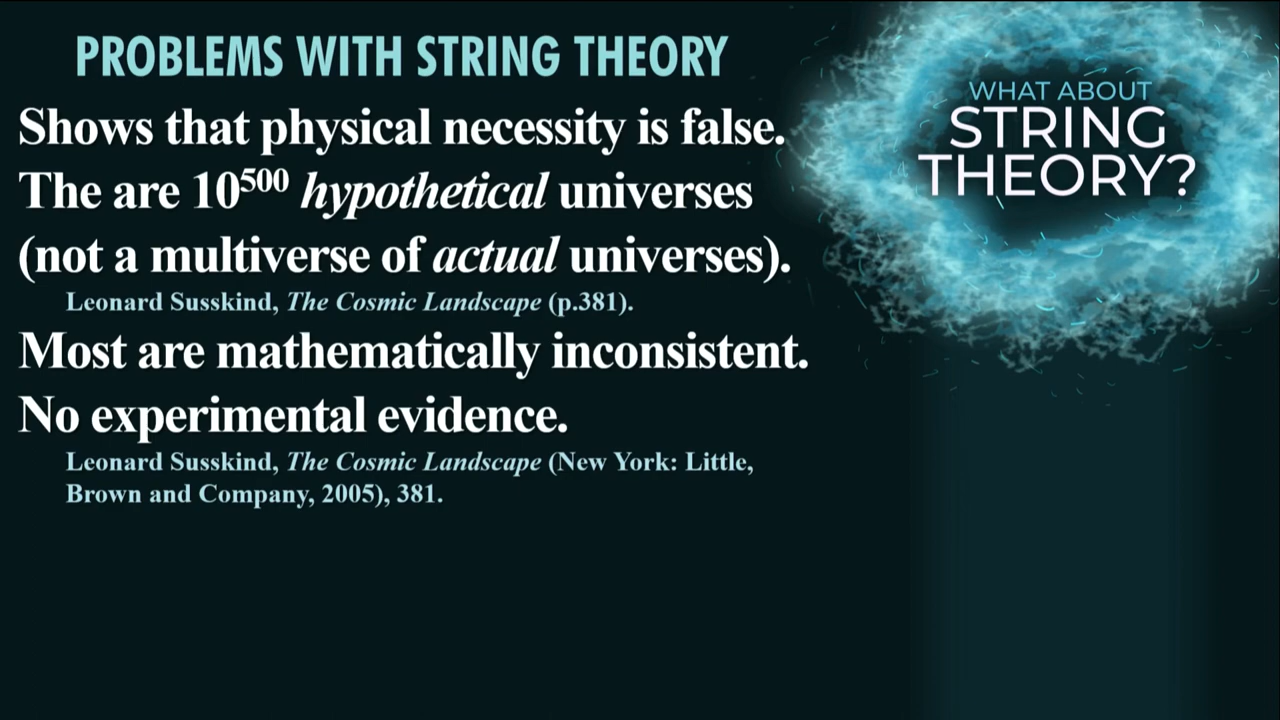 PROBLEMS WITH STRING THEORY
Shows that physical necessity is false.
The are 10⁵⁰⁰ hypothetical universes
(not a multiverse of actual universes).
Leonard Susskind, The Cosmic Landscape (p.381).
Most are mathematically inconsistent.
No experimental evidence.
Leonard Susskind, The Cosmic Landscape (New York: Little,
Brown and Company, 2005), 381.
WHAT ABOUT
STRING
THEORY?